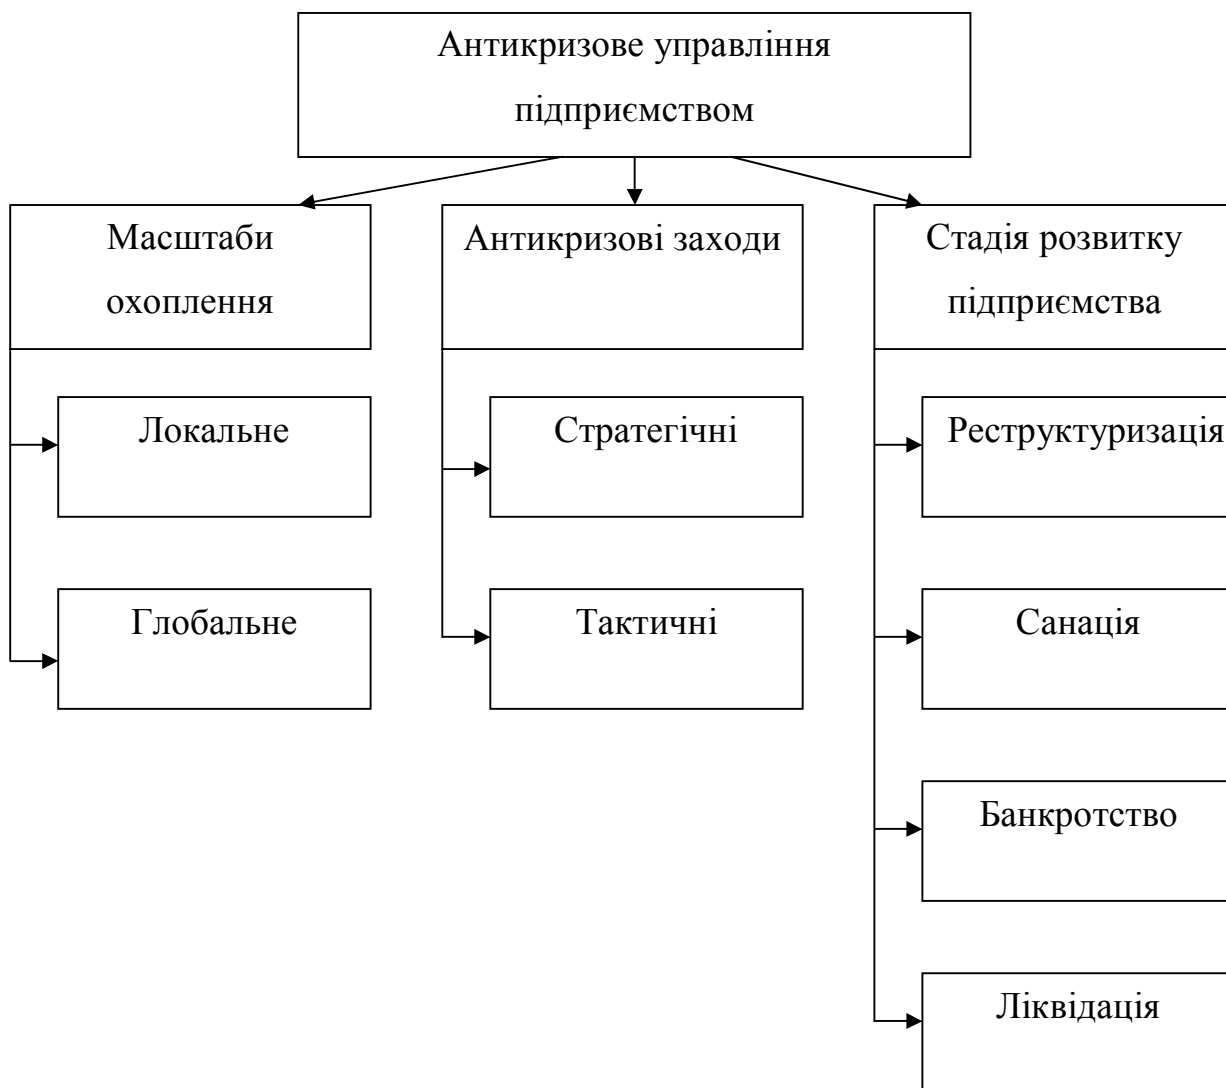 Антикризове управління
підприємством
Масштаби
охоплення
Антикризові заходи
Стадія розвитку
підприємства
Локальне
Стратегічні
Реструктуризація
Глобальне
Тактичні
Санація
Банкротство
Ліквідація